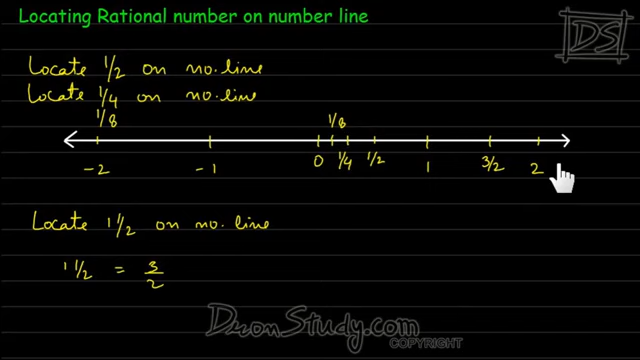 Locating Rational number on number line
DS
Locate 1/2 on no. line
Locate 1/4 on no. line
1/8
1/8
-2 -1 0 1/4 1/2 1 3/2 2
Locate 1 1/2 on no. line
1 1/2 = 3/2
DronStudy.com
COPYRIGHT